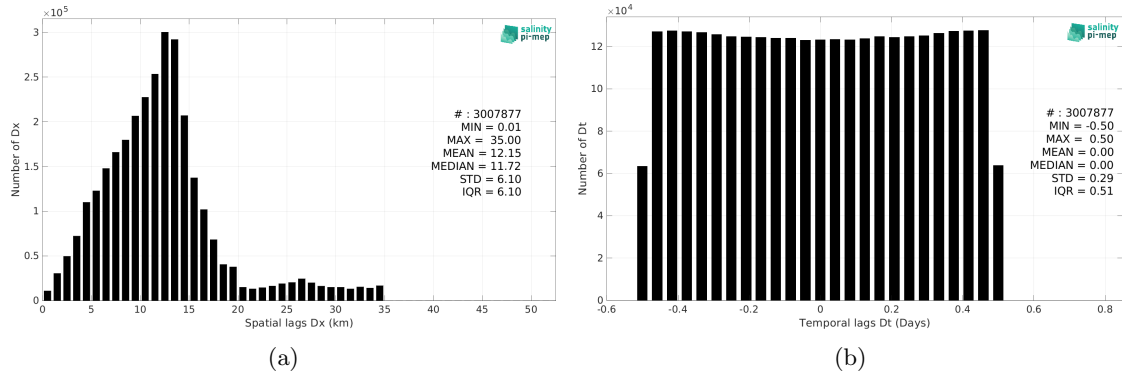 ×10^5
3
2.5
2
1.5
1
0.5
0
Number of Dx
salinity
pi-mep
# : 3007877
MIN = 0.01
MAX = 35.00
MEAN = 12.15
MEDIAN = 11.72
STD = 6.10
IQR = 6.10
0 5 10 15 20 25 30 35 40 45 50
Spatial lags Dx (km)
(a)
×10^4
12
10
8
6
4
2
0
Number of Dt
salinity
pi-mep
# : 3007877
MIN = -0.50
MAX = 0.50
MEAN = 0.00
MEDIAN = 0.00
STD = 0.29
IQR = 0.51
-0.6 -0.4 -0.2 0 0.2 0.4 0.6 0.8
Temporal lags Dt (Days)
(b)